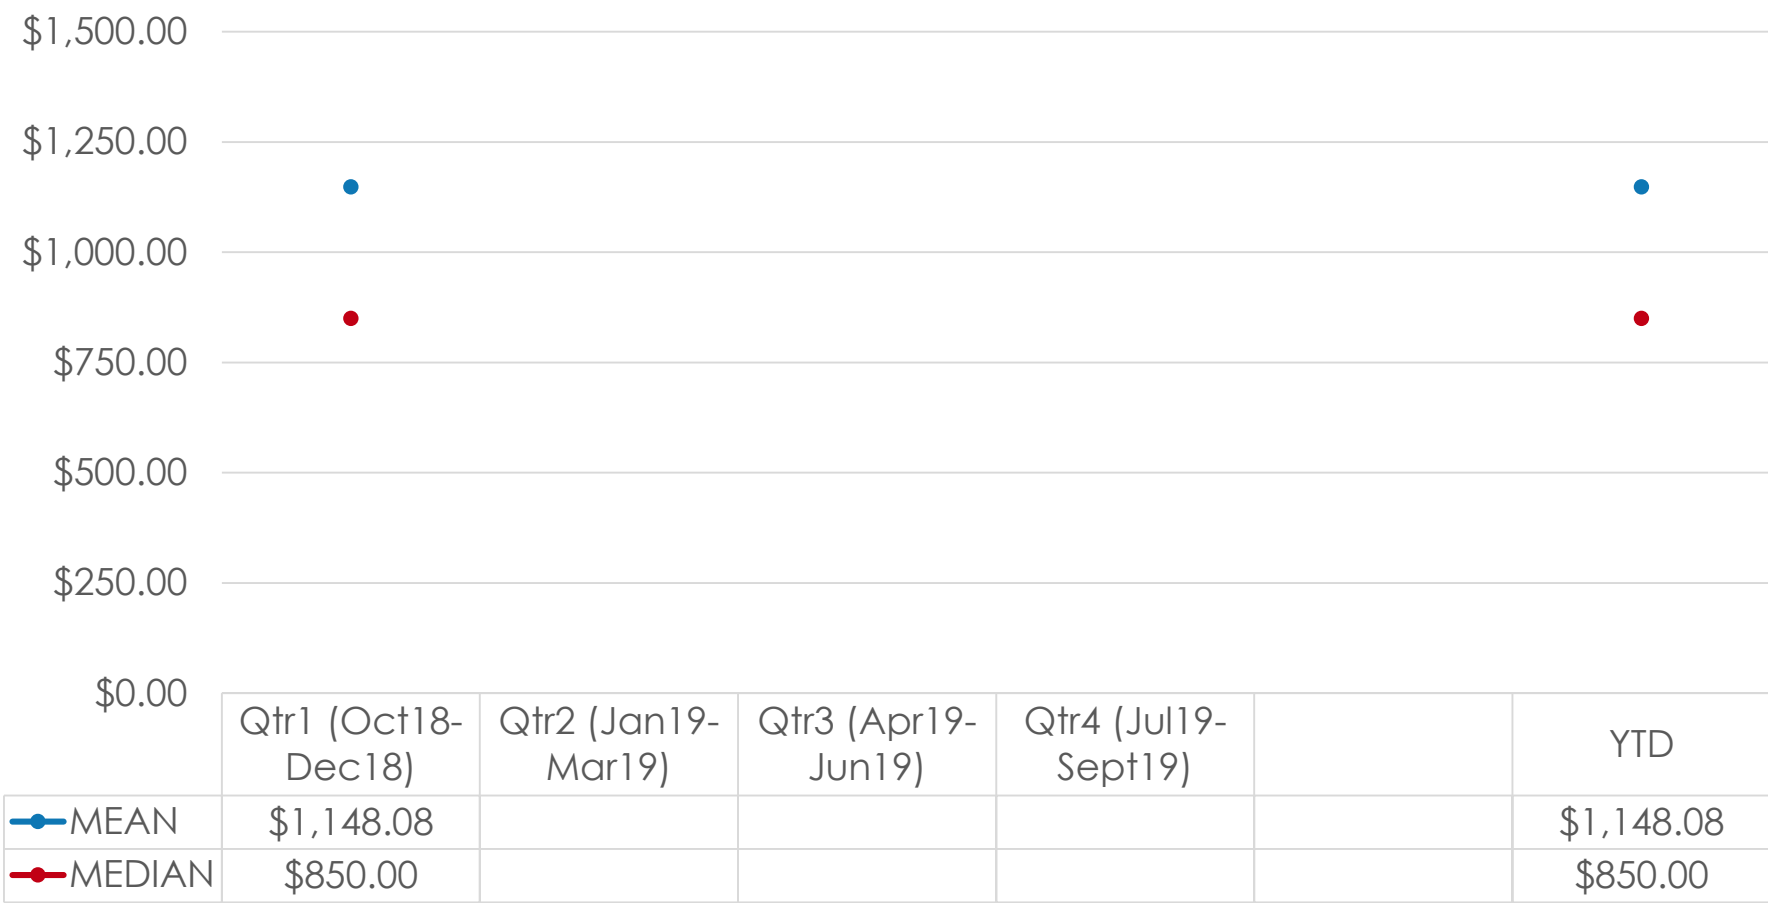 $1,500.00
$1,250.00
$1,000.00
$750.00
$500.00
$250.00
$0.00
Qtr1 (Oct18-
Dec18)
Qtr2 (Jan19-
Mar19)
Qtr3 (Apr19-
Jun19)
Qtr4 (Jul19-
Sept19)
YTD
MEAN $1,148.08 $1,148.08
MEDIAN $850.00 $850.00